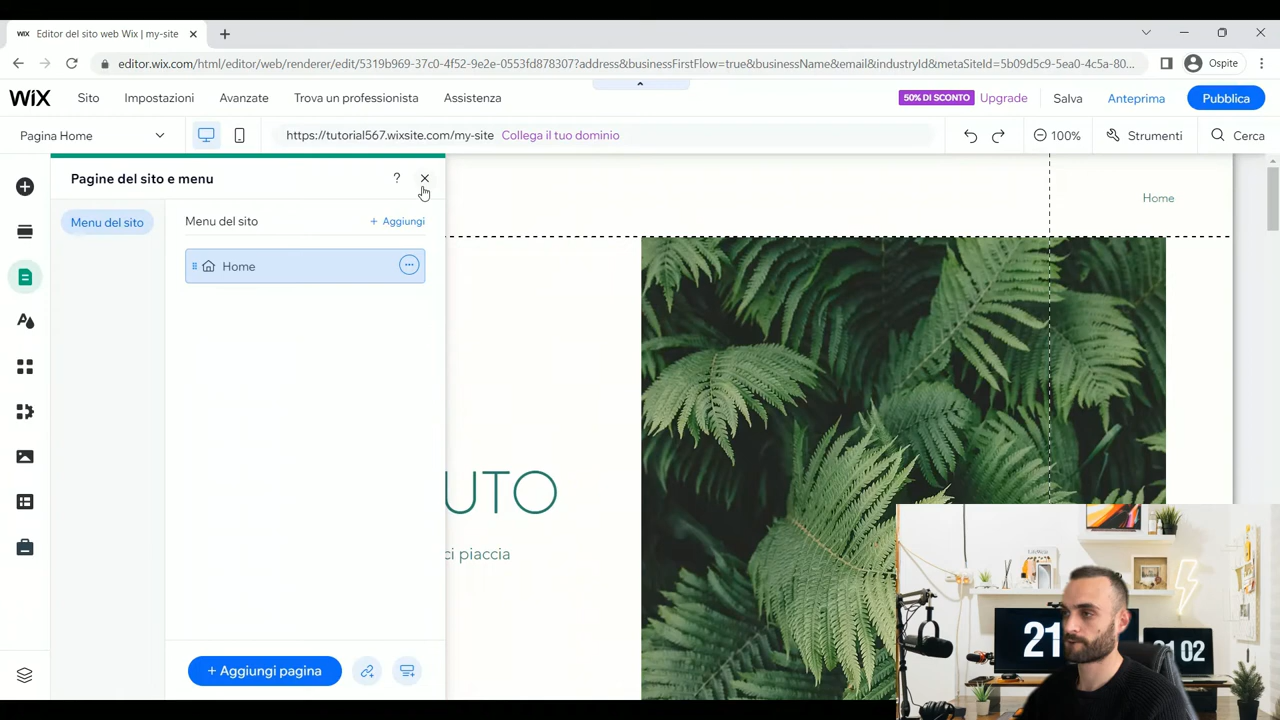 WiX Editor del sito web Wix | my-site
editor.wix.com/html/editor/web/renderer/edit/5319b969-37c0-4f52-9e2e-0553fd878307?address&businessFirstFlow=true&businessName&email&industryId&metaSiteId=5b09d5c9-5ea0-4c5a-80...
Ospite
WiX Sito Impostazioni Avanzate Trova un professionista Assistenza 50% DI SCONTO Upgrade Salva Anteprima Pubblica
Pagina Home https://tutorial567.wixsite.com/my-site Collega il tuo dominio 100% Strumenti Cerca
Pagine del sito e menu ?
Menu del sito
Menu del sito + Aggiungi
Home
Home
UTO
ci piaccia
+ Aggiungi pagina
21
21 02